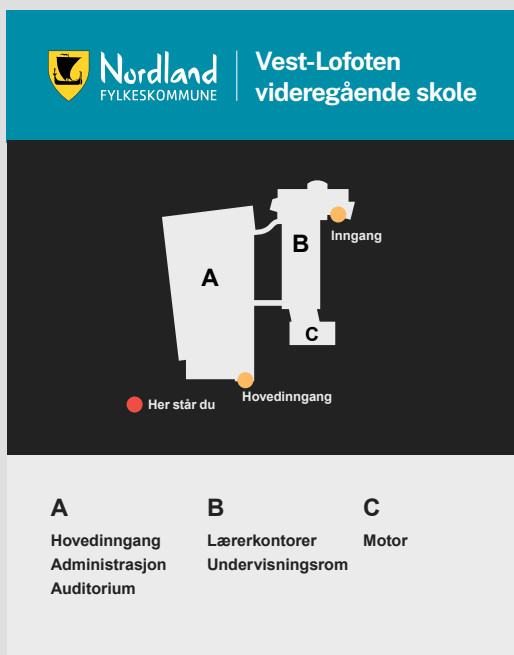 Nordland
FYLKESKOMMUNE
Vest-Lofoten
videregående skole
B
Inngang
A
C
Hovedinngang
Her står du
A
Hovedinngang
Administrasjon
Auditorium
B
Lærerkontorer
Undervisningsrom
C
Motor